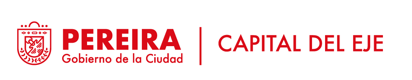 PEREIRA
Gobierno de la Ciudad
CAPITAL DEL EJE